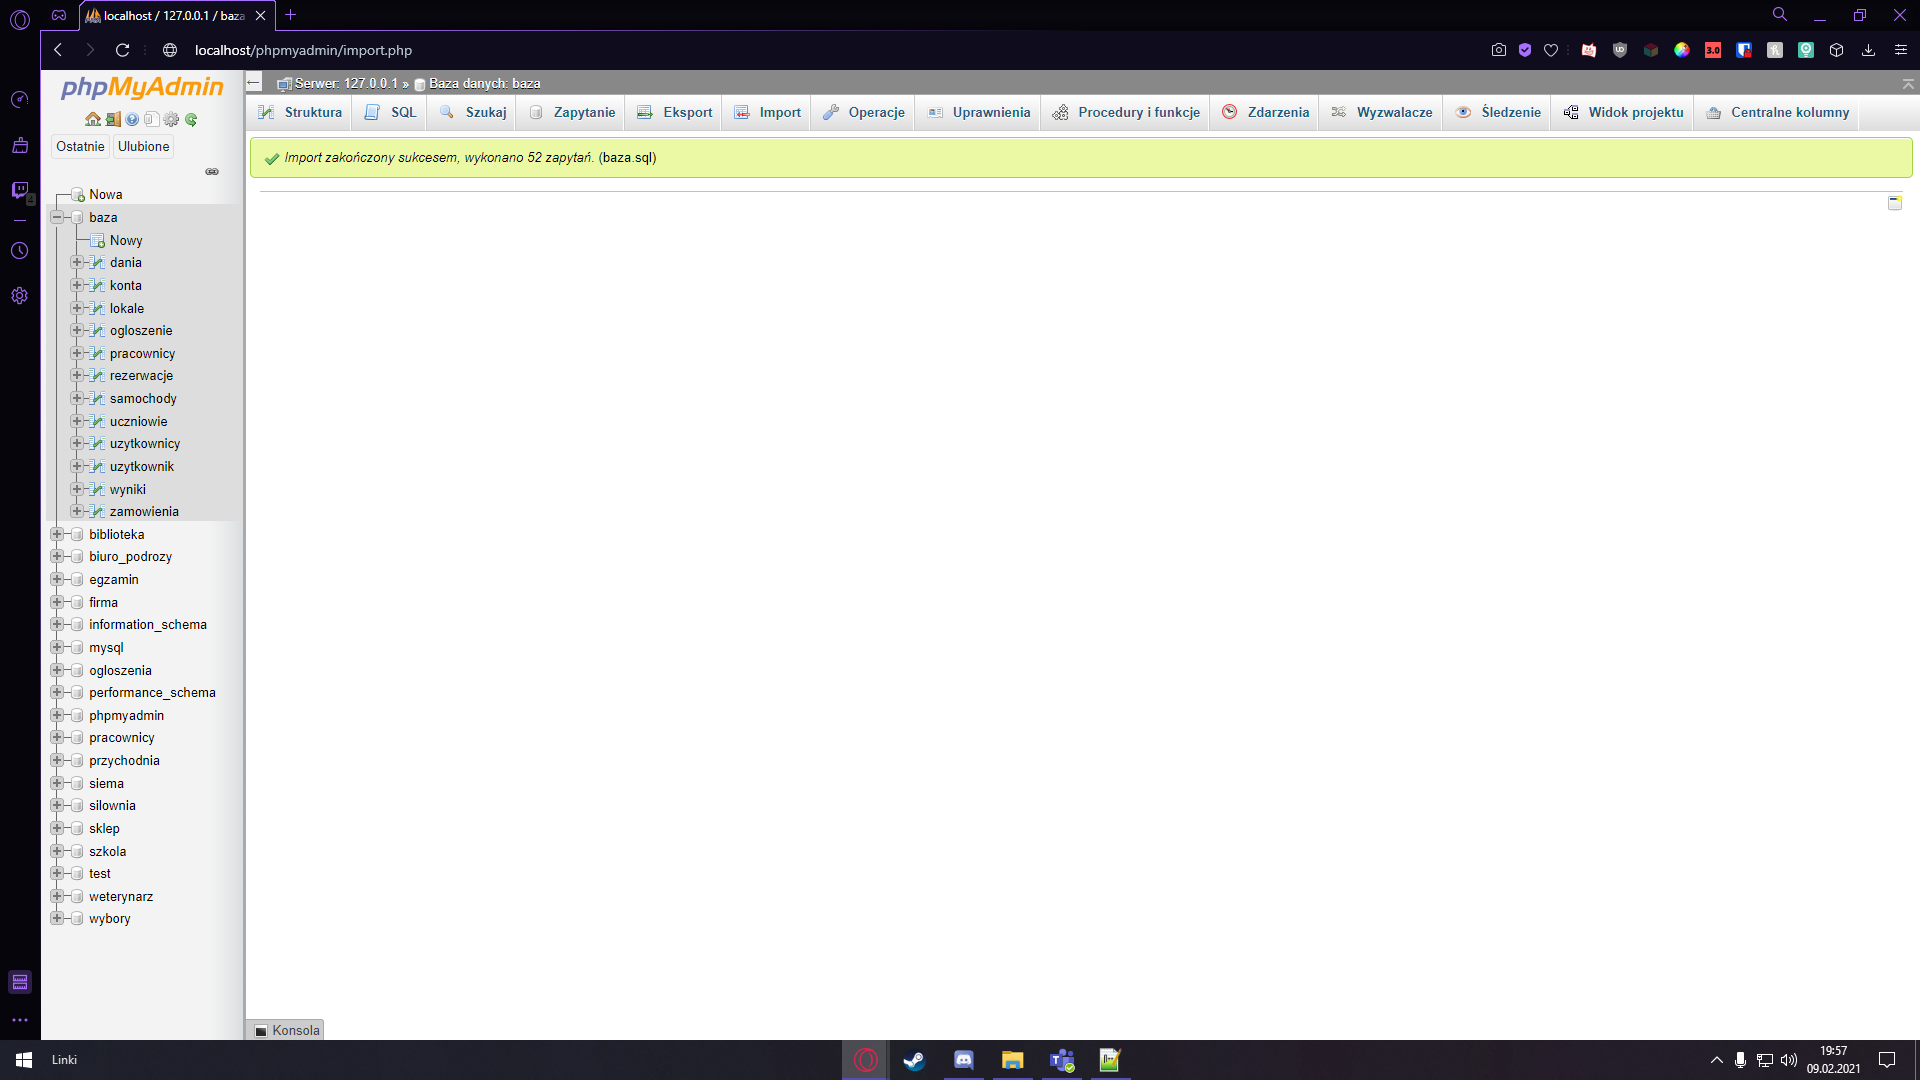 localhost / 127.0.0.1 / baza
localhost/phpmyadmin/import.php
3.0
phpMyAdmin
Ostatnie
Ulubione
Nowa
baza
Nowy
dania
konta
lokale
ogloszenie
pracownicy
rezerwacje
samochody
uczniowie
uzytkownicy
uzytkownik
wyniki
zamowienia
biblioteka
biuro_podrozy
egzamin
firma
information_schema
mysql
ogloszenia
performance_schema
phpmyadmin
pracownicy
przychodnia
siema
silownia
sklep
szkola
test
weterynarz
wybory
Serwer: 127.0.0.1 » Baza danych: baza
Struktura SQL Szukaj Zapytanie Eksport Import Operacje Uprawnienia Procedury i funkcje Zdarzenia Wyzwalacze Śledzenie Widok projektu Centralne kolumny
Import zakończony sukcesem, wykonano 52 zapytań. (baza.sql)
Konsola
Linki
19:57
09.02.2021